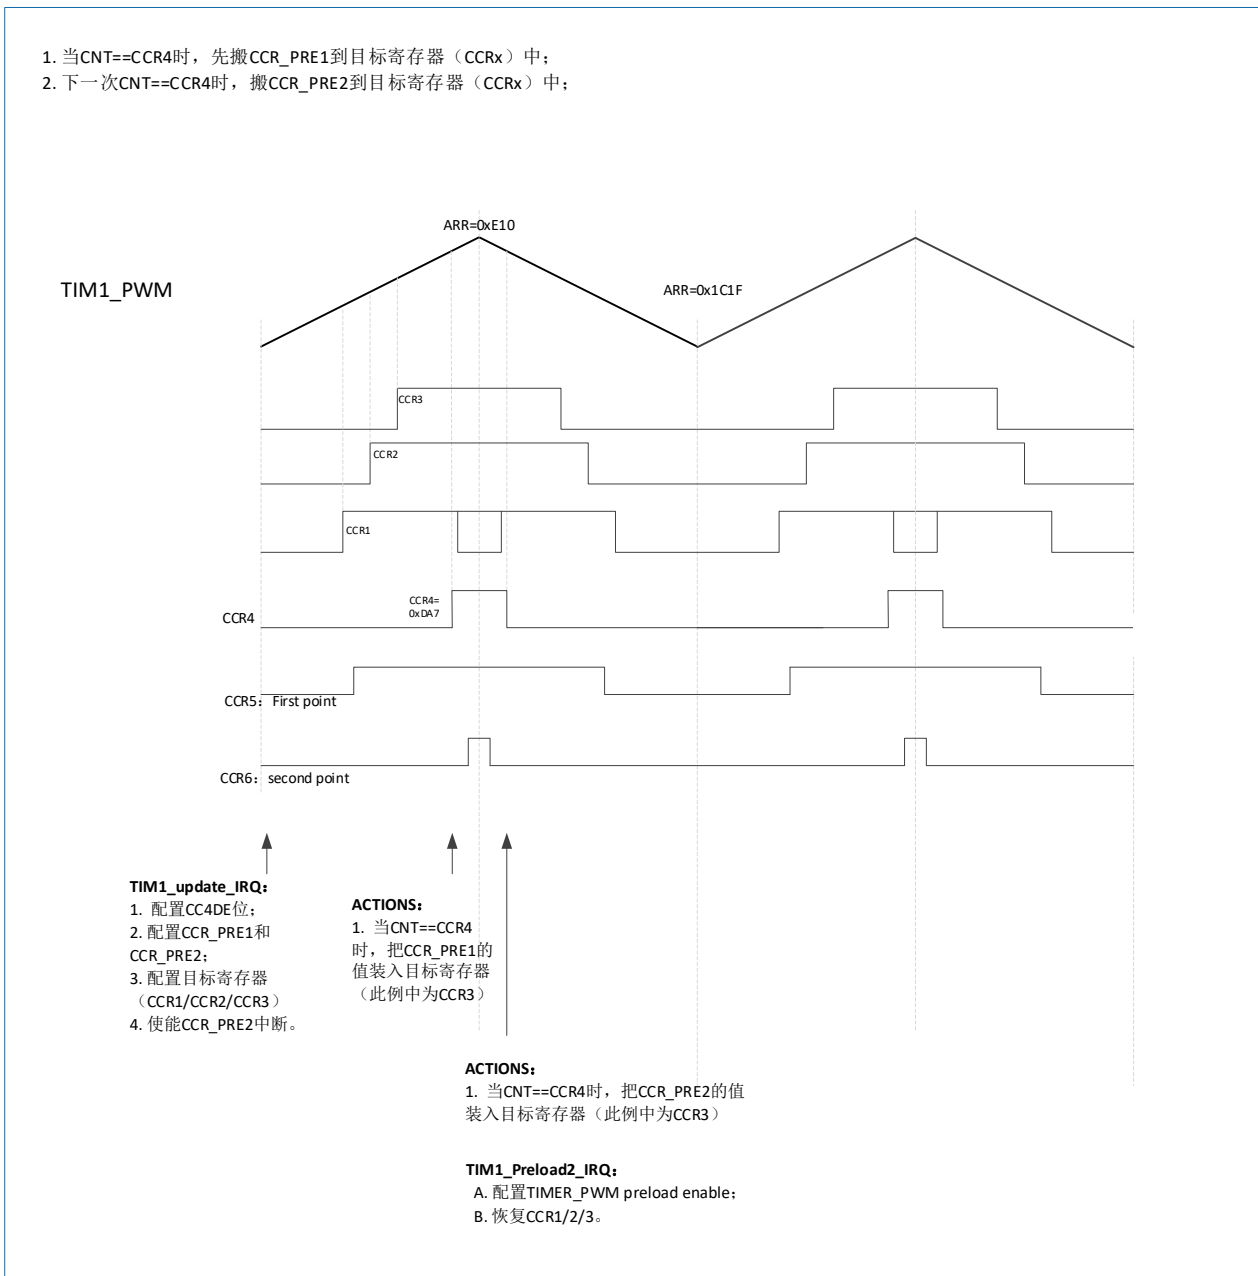 1. 当CNT==CCR4时，先搬CCR_PRE1到目标寄存器（CCRx）中；
2. 下一次CNT==CCR4时，搬CCR_PRE2到目标寄存器（CCRx）中；
ARR=0xE10
TIM1_PWM
ARR=0x1C1F
CCR3
CCR2
CCR1
CCR4=
0xDA7
CCR4
CCR5：First point
CCR6：second point
TIM1_update_IRQ：
1. 配置CC4DE位；
2. 配置CCR_PRE1和
CCR_PRE2；
3. 配置目标寄存器
（CCR1/CCR2/CCR3）
4. 使能CCR_PRE2中断。
ACTIONS：
1. 当CNT==CCR4
时，把CCR_PRE1的
值装入目标寄存器
（此例中为CCR3）
ACTIONS：
1. 当CNT==CCR4时，把CCR_PRE2的值
装入目标寄存器（此例中为CCR3）
TIM1_Preload2_IRQ：
A. 配置TIMER_PWM preload enable；
B. 恢复CCR1/2/3。